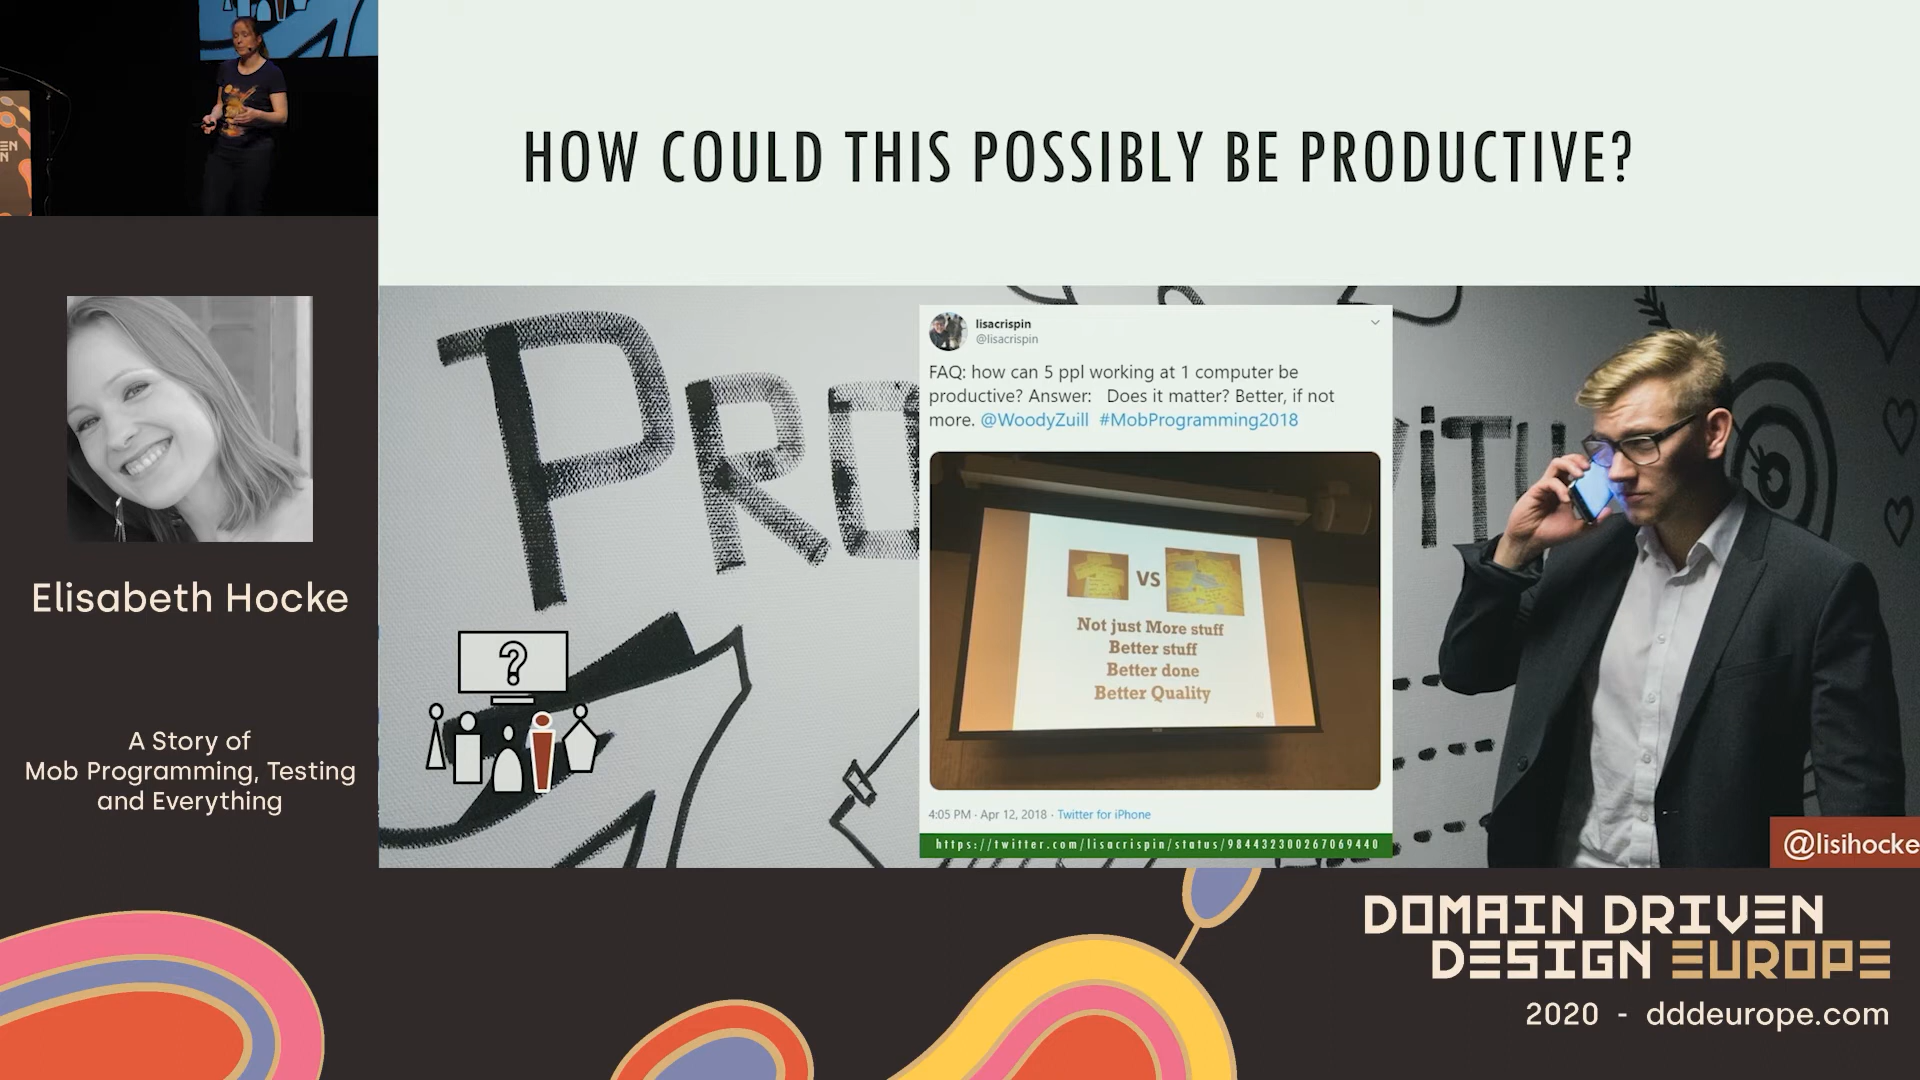 HOW COULD THIS POSSIBLY BE PRODUCTIVE?
Elisabeth Hocke
A Story of
Mob Programming, Testing
and Everything
PRO
iTy
?
lisacrispin
@lisacrispin
FAQ: how can 5 ppl working at 1 computer be
productive? Answer: Does it matter? Better, if not
more. @WoodyZuill #MobProgramming2018
VS
Not just More stuff
Better stuff
Better done
Better Quality
40
4:05 PM · Apr 12, 2018 · Twitter for iPhone
https://twitter.com/lisacrispin/status/984432300267069440
@lisihocke
DOMAIN DRIVEN
DESIGN EUROPE
2020 - dddeurope.com